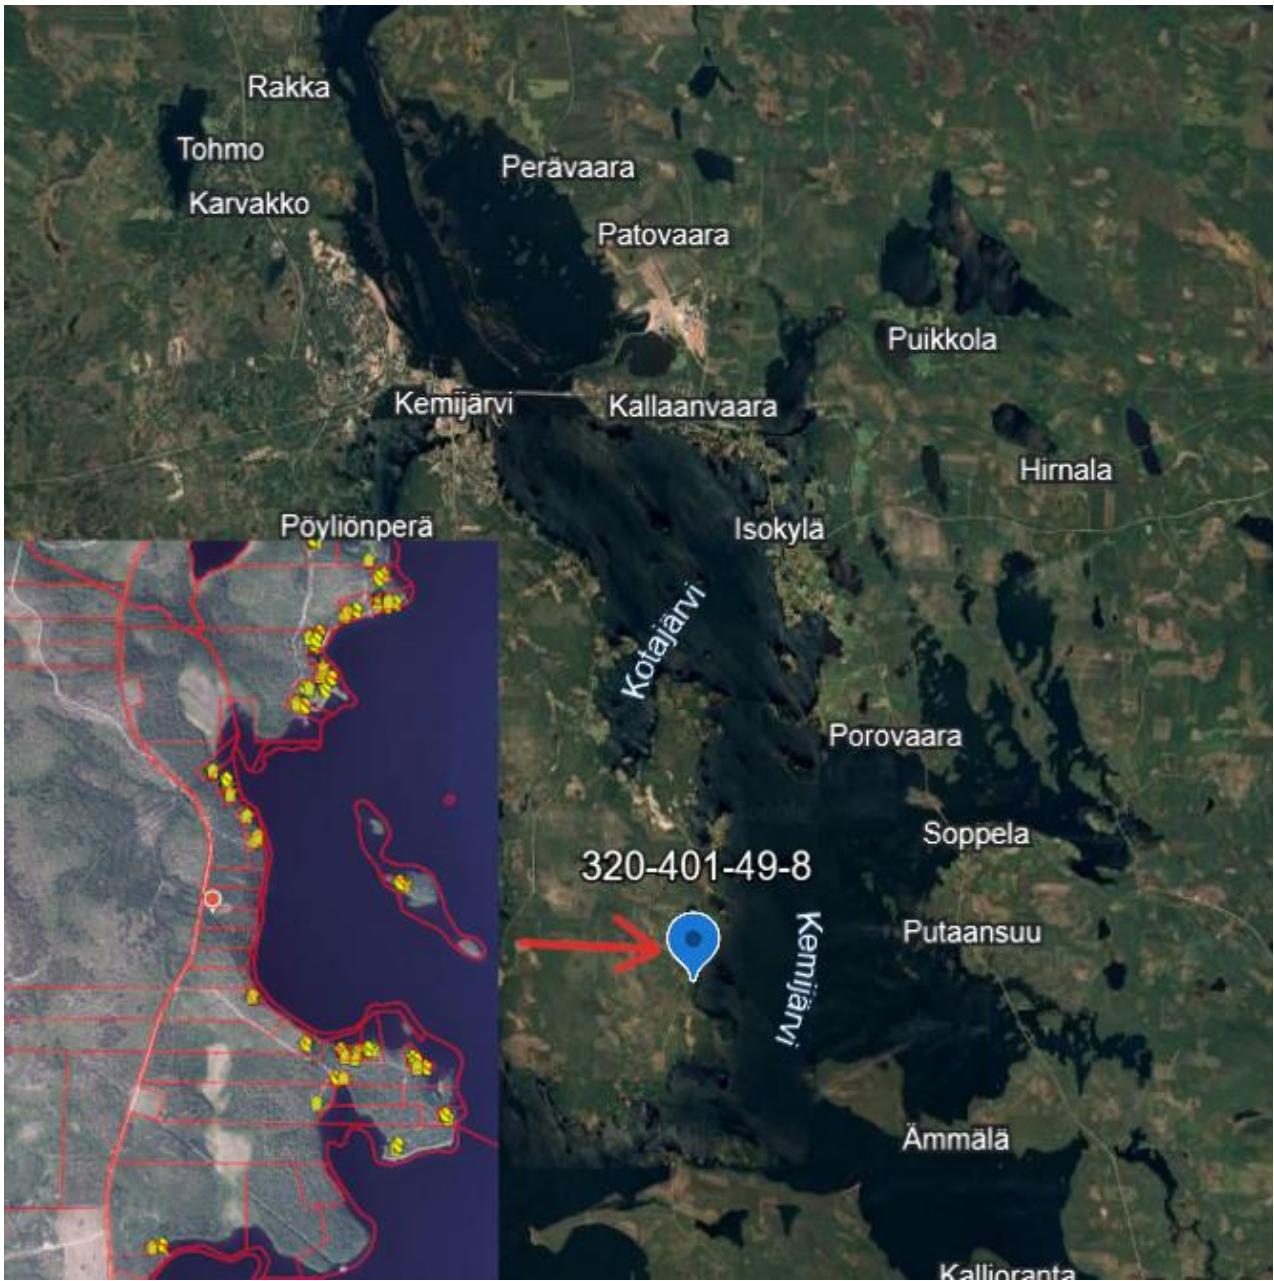 Rakka
Tohmo
Perävaara
Karvakko
Patovaara
Puikkola
Kemijärvi
Kallaanvaara
Hirnala
Pöyliönperä
Isokylä
Kotajärvi
Porovaara
Soppela
320-401-49-8
Putaansuu
Kemijärvi
Ämmälä
Kallioranta